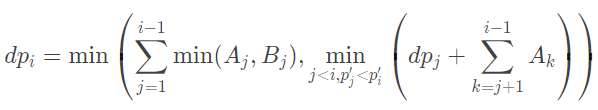 dp_i = \min \left( \sum_{j=1}^{i-1} \min(A_j, B_j), \min_{j<i, p'_j<p'_i} \left( dp_j + \sum_{k=j+1}^{i-1} A_k \right) \right)